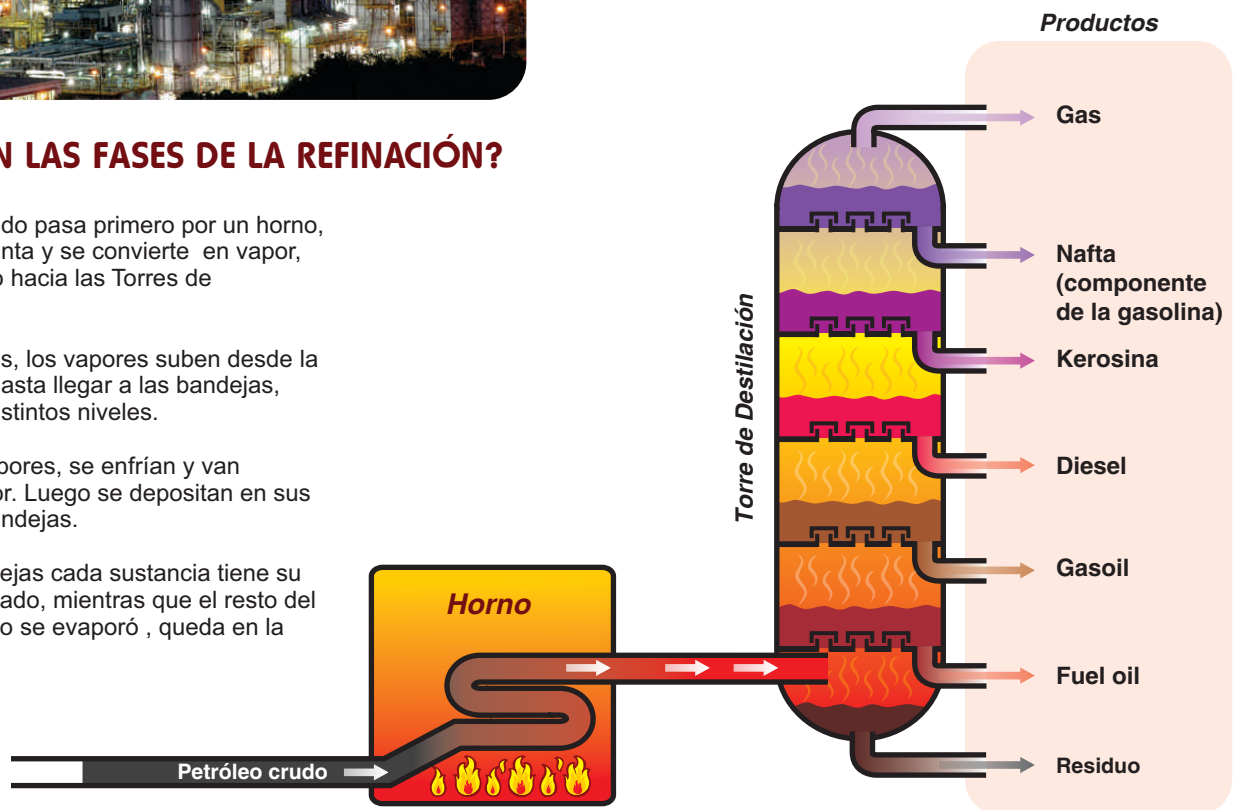 N LAS FASES DE LA REFINACIÓN?
do pasa primero por un horno,
nta y se convierte en vapor,
o hacia las Torres de
s, los vapores suben desde la
asta llegar a las bandejas,
stintos niveles.
pores, se enfrían y van
or. Luego se depositan en sus
ndejas.
ejas cada sustancia tiene su
ado, mientras que el resto del
o se evaporó , queda en la
Horno
Petróleo crudo
Torre de Destilación
Productos
Gas
Nafta
(componente
de la gasolina)
Kerosina
Diesel
Gasoil
Fuel oil
Residuo